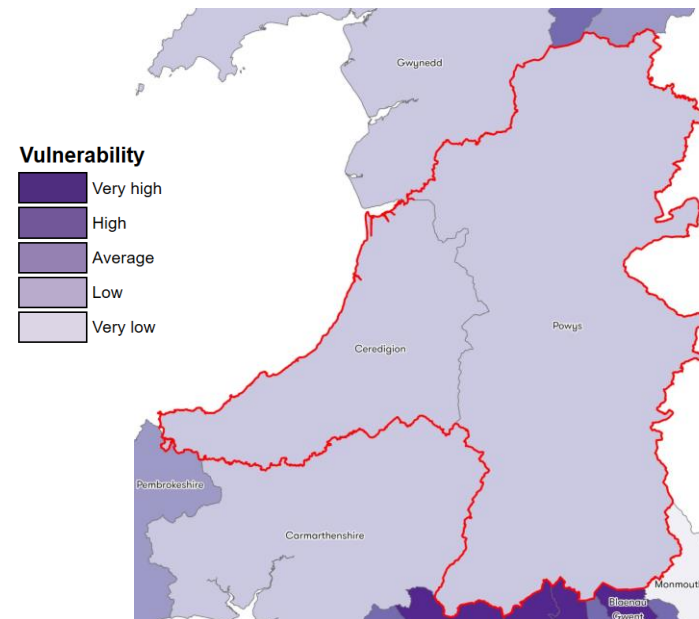 Gwynedd
Vulnerability
Very high
High
Average
Low
Very low
Powys
Ceredigion
Pembrokeshire
Carmarthenshire
Monmout
Blaenau
Gwent